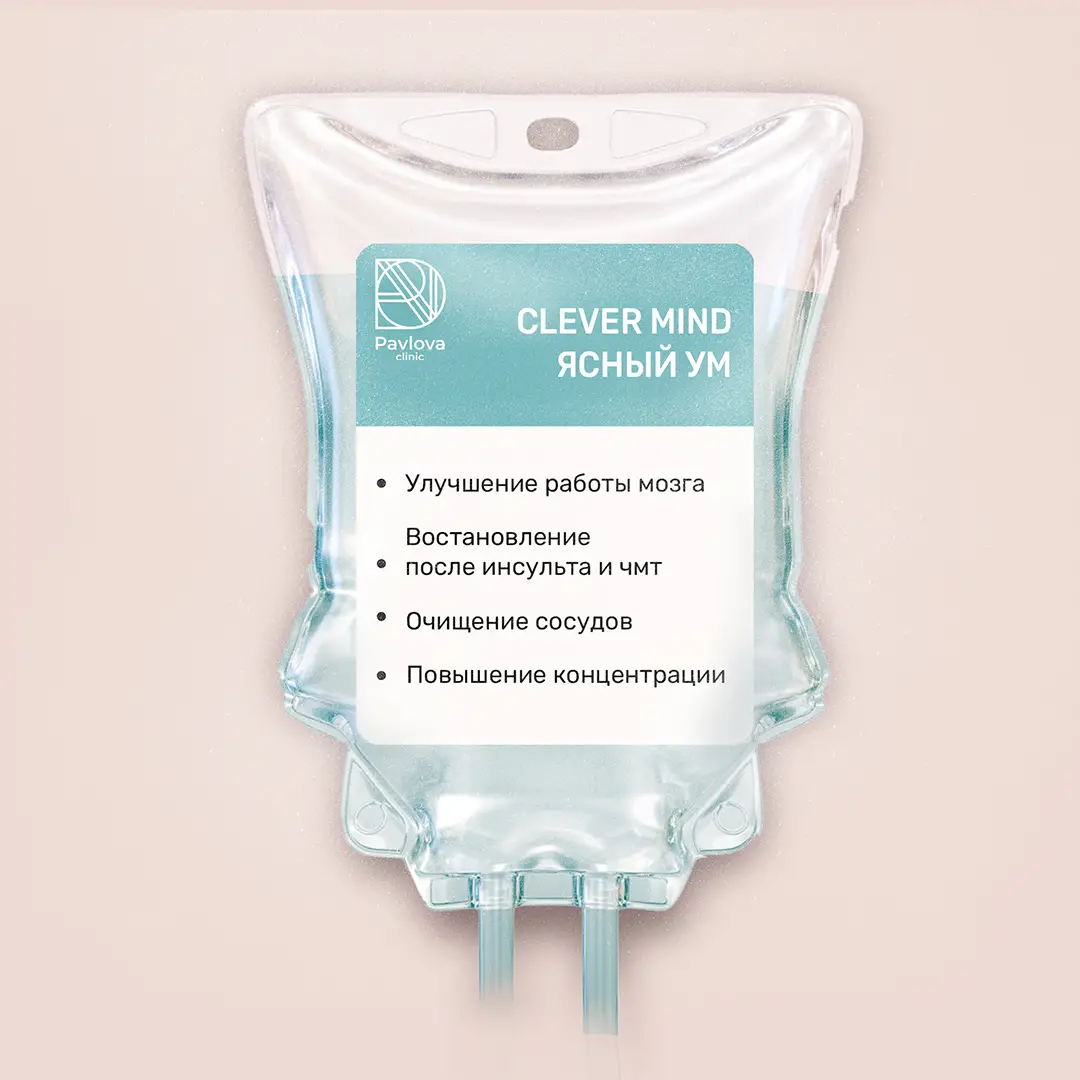 Pavlova
clinic
CLEVER MIND
ЯСНЫЙ УМ
• Улучшение работы мозга
Востановление
• после инсульта и чмт
• Очищение сосудов
• Повышение концентрации